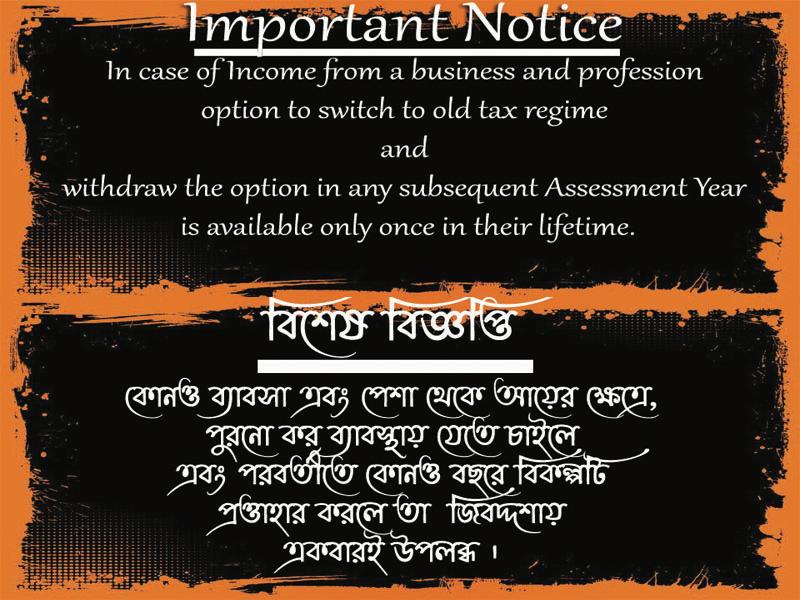 Important Notice
In case of Income from a business and profession
option to switch to old tax regime
and
withdraw the option in any subsequent Assessment Year
is available only once in their lifetime.
বিশেষ বিজ্ঞপ্তি
কোনও ব্যাবসা এবং পেশা থেকে আয়ের ক্ষেত্রে,
পুরনো কর ব্যাবস্থায় যেতে চাইলে
এবং পরবর্তীতে কোনও বছরে বিকল্পটি
প্রত্তাহার করলে তা জিবদ্দশায়
একবারই উপলব্ধ ।